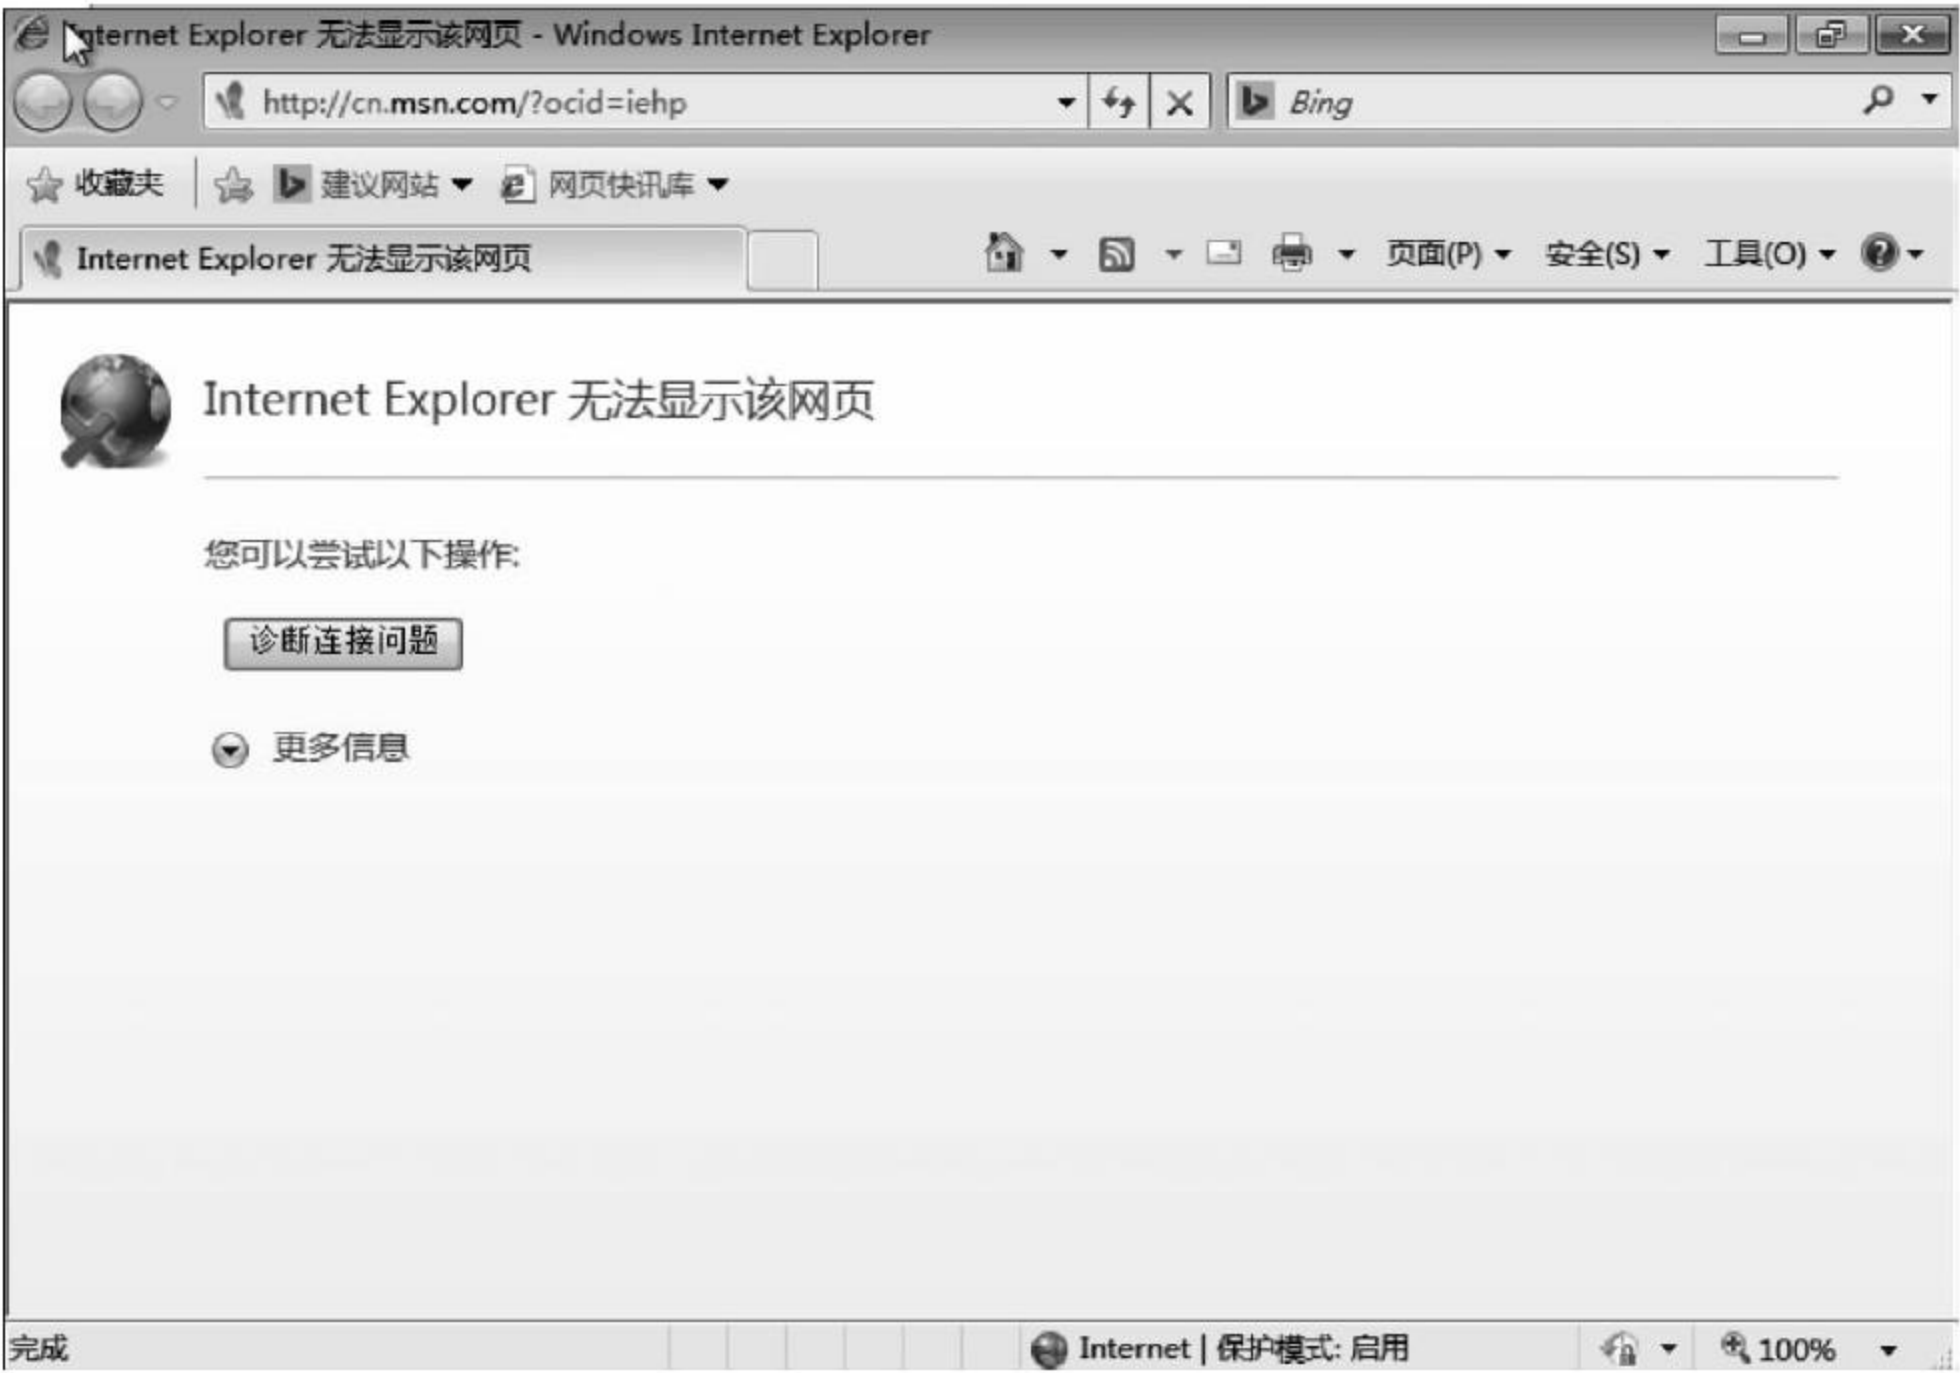 Internet Explorer 无法显示该网页 - Windows Internet Explorer
http://cn.msn.com/?ocid=iehp
Bing
收藏夹
建议网站
网页快讯库
Internet Explorer 无法显示该网页
页面(P)
安全(S)
工具(O)
Internet Explorer 无法显示该网页
您可以尝试以下操作:
诊断连接问题
更多信息
完成
Internet | 保护模式: 启用
100%